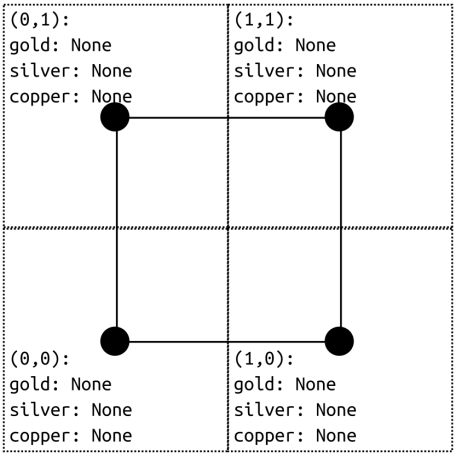 (0,1):
gold: None
silver: None
copper: None
(1,1):
gold: None
silver: None
copper: None
(0,0):
gold: None
silver: None
copper: None
(1,0):
gold: None
silver: None
copper: None